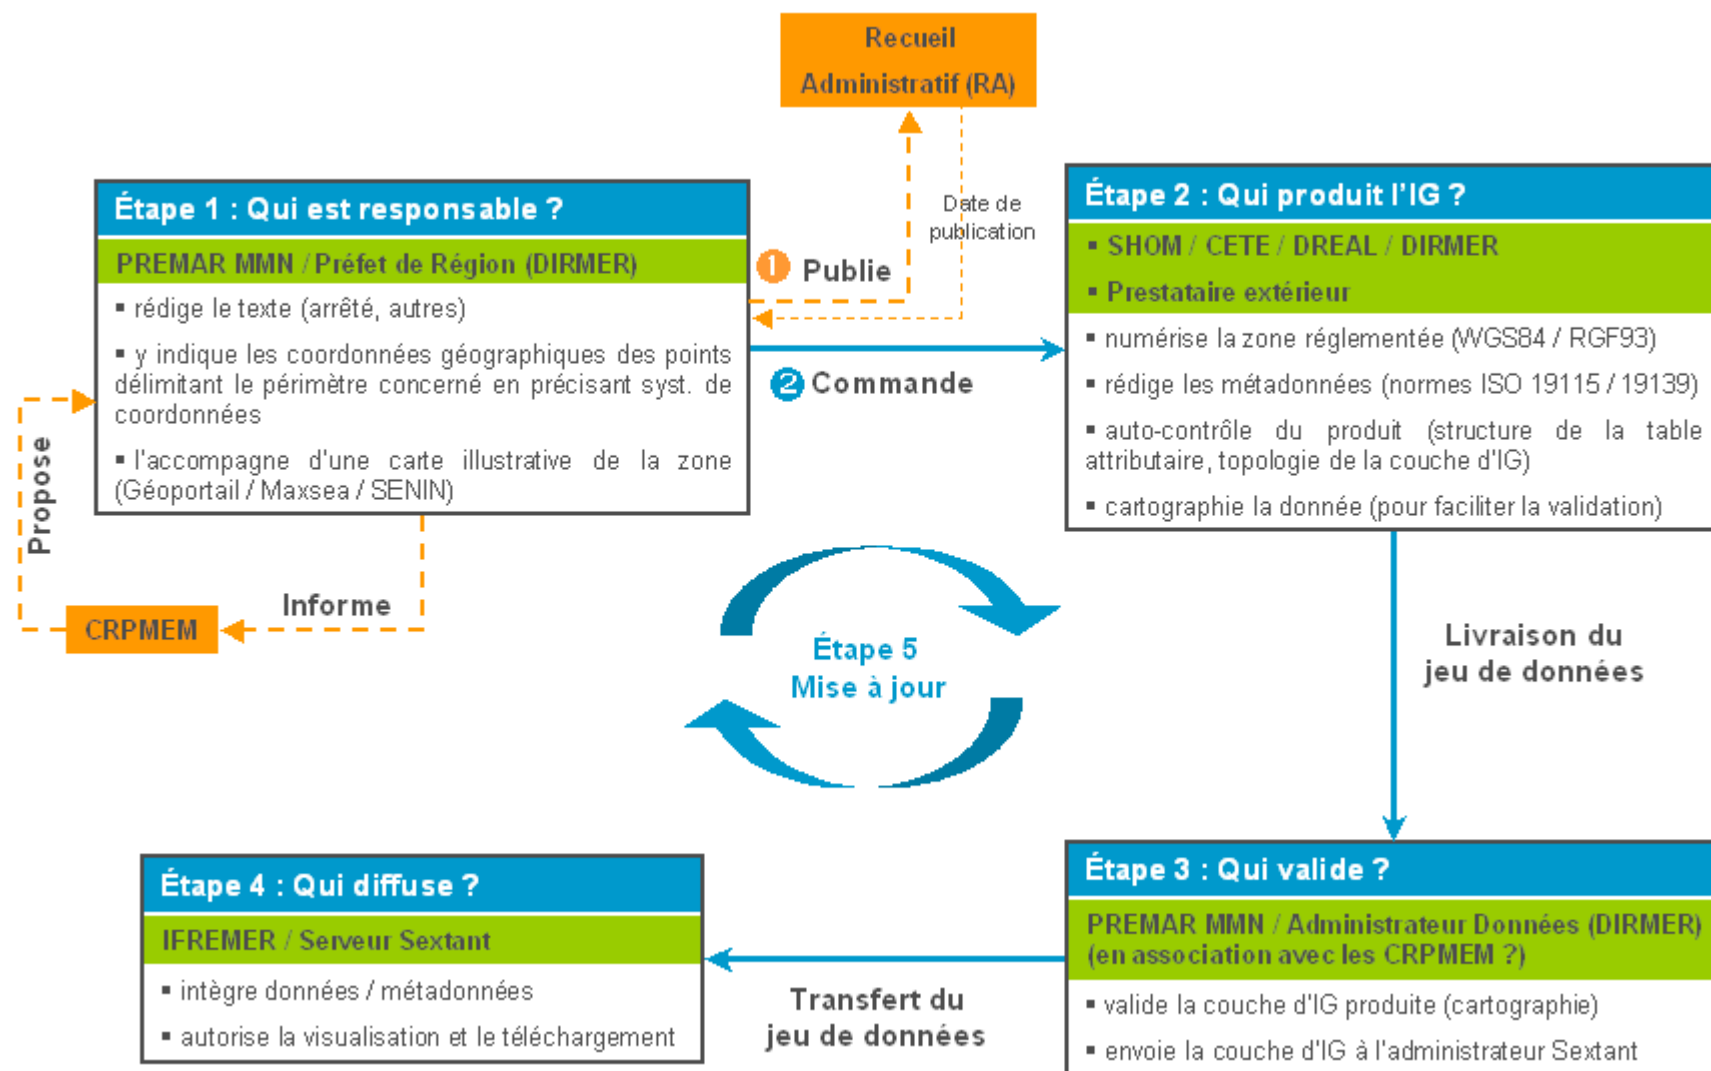 Recueil
Administratif (RA)
Étape 1 : Qui est responsable ?
PREMAR MMN / Préfet de Région (DIRMER)
▪ rédige le texte (arrêté, autres)
▪ y indique les coordonnées géographiques des points
délimitant le périmètre concerné en précisant syst. de
coordonnées
▪ l'accompagne d'une carte illustrative de la zone
(Géoportail / Maxsea / SENIN)
Date de
publication
1 Publie
2 Commande
Étape 2 : Qui produit l'IG ?
▪ SHOM / CETE / DREAL / DIRMER
▪ Prestataire extérieur
▪ numérise la zone réglementée (WGS84 / RGF93)
▪ rédige les métadonnées (normes ISO 19115 / 19139)
▪ auto-contrôle du produit (structure de la table
attributaire, topologie de la couche d'IG)
▪ cartographie la donnée (pour faciliter la validation)
Propose
CRPMEM
Informe
Étape 5
Mise à jour
Livraison du
jeu de données
Étape 3 : Qui valide ?
PREMAR MMN / Administrateur Données (DIRMER)
(en association avec les CRPMEM ?)
▪ valide la couche d'IG produite (cartographie)
▪ envoie la couche d'IG à l'administrateur Sextant
Transfert du
jeu de données
Étape 4 : Qui diffuse ?
IFREMER / Serveur Sextant
▪ intègre données / métadonnées
▪ autorise la visualisation et le téléchargement